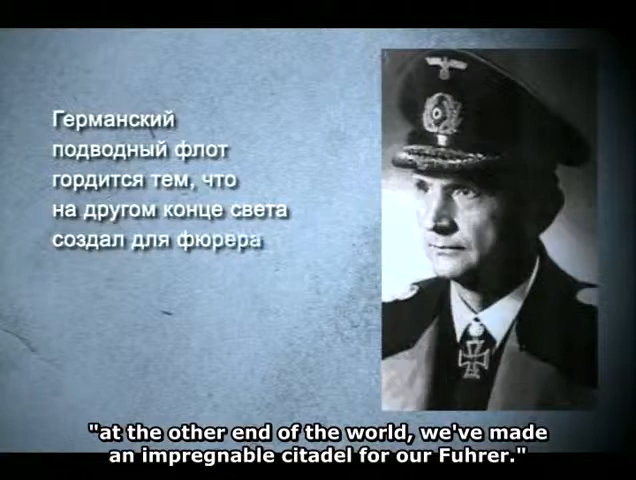 Германский
подводный флот
гордится тем, что
на другом конце света
создал для фюрера
"at the other end of the world, we've made
an impregnable citadel for our Fuhrer."